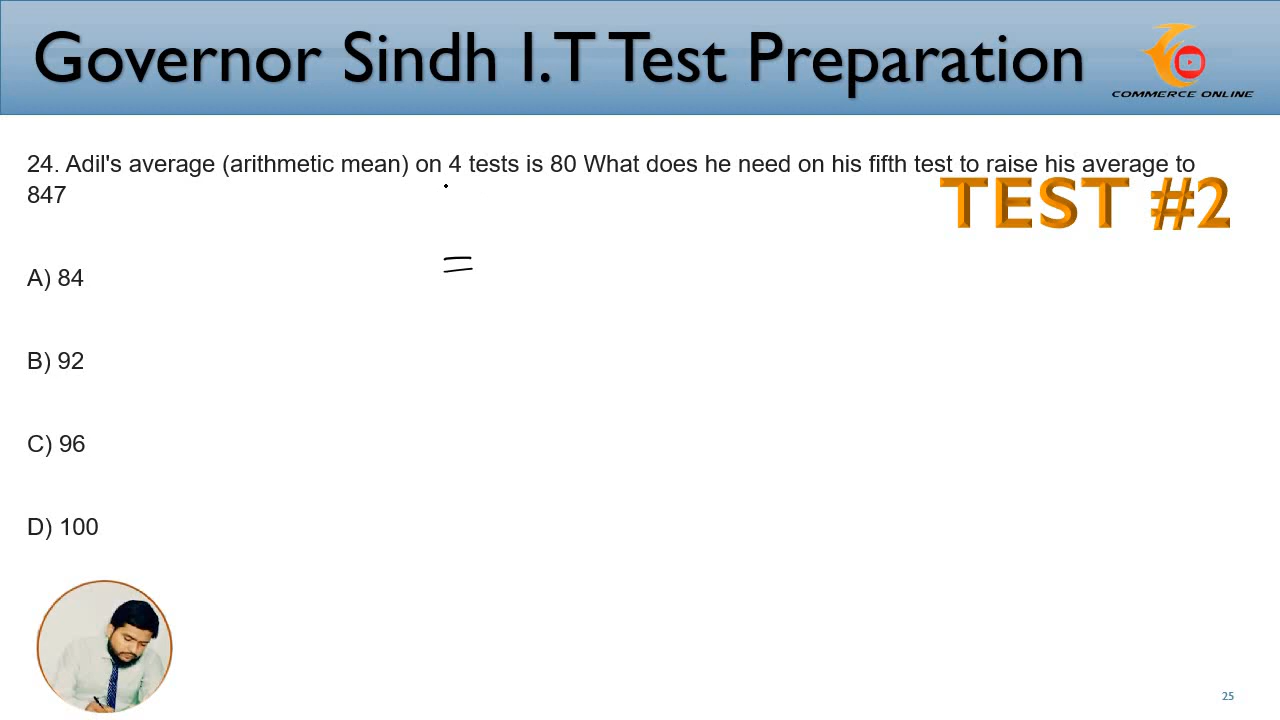 Governor Sindh I.T Test Preparation
COMMERCE ONLINE
24. Adil's average (arithmetic mean) on 4 tests is 80 What does he need on his fifth test to raise his average to
847
TEST #2
=
A) 84
B) 92
C) 96
D) 100
25